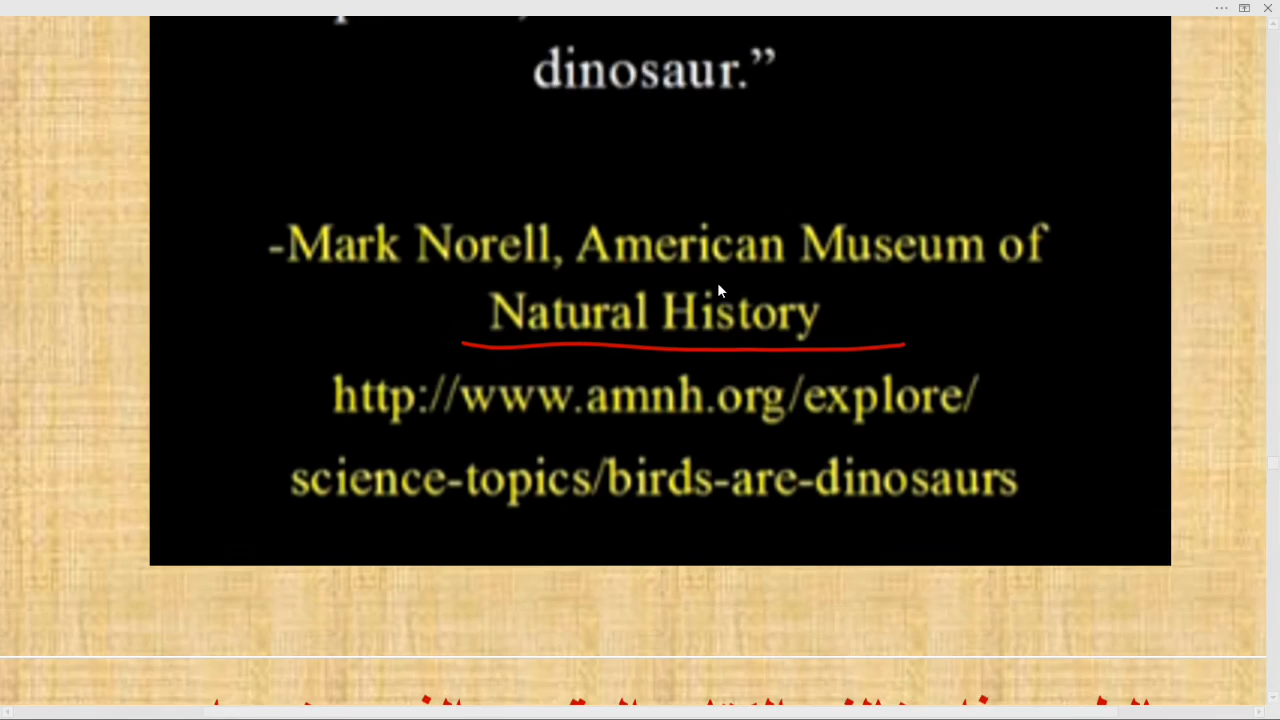 dinosaur.”
-Mark Norell, American Museum of
Natural History
http://www.amnh.org/explore/
science-topics/birds-are-dinosaurs